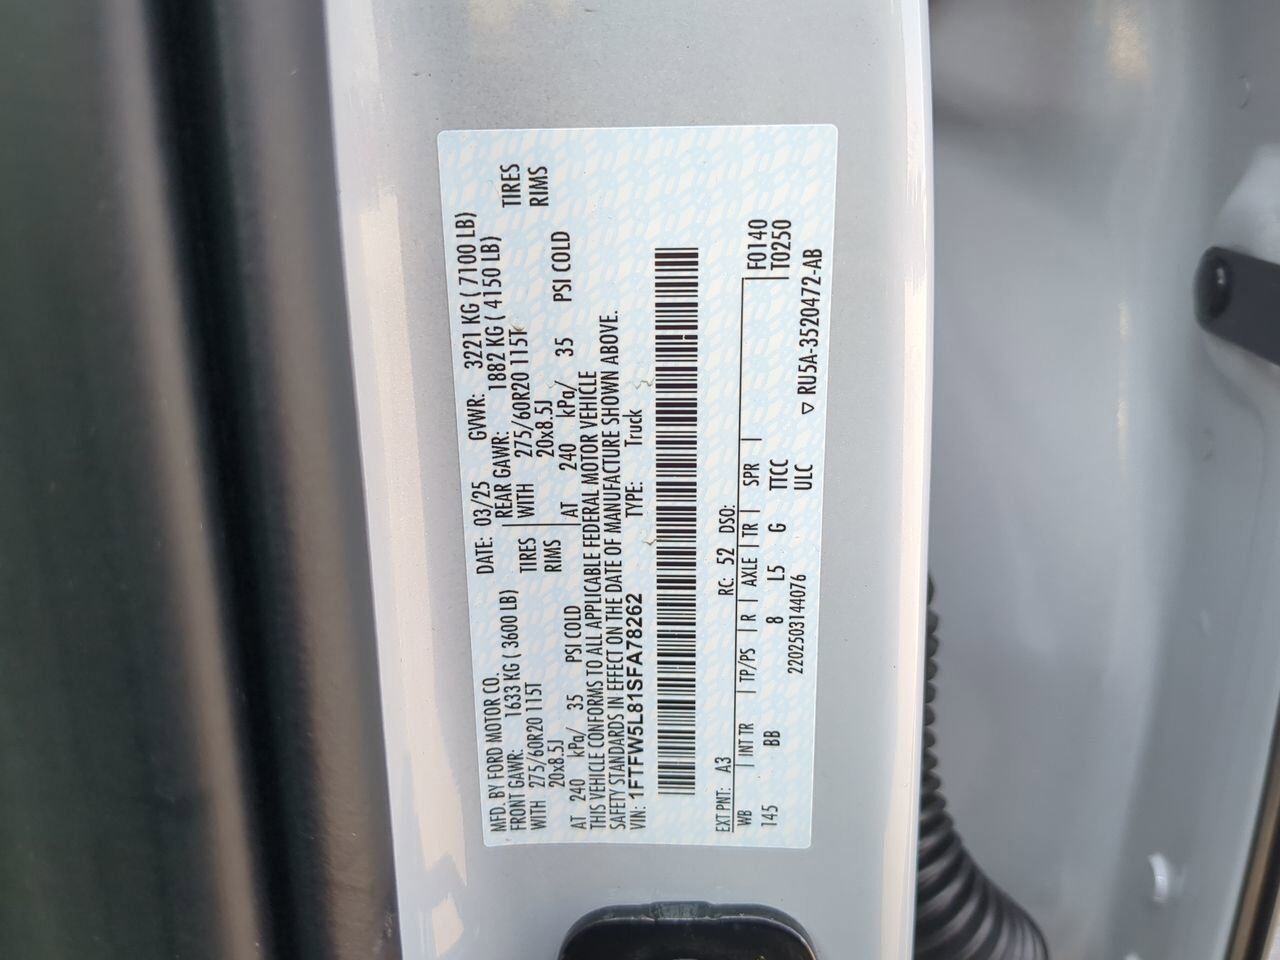 MFD. BY FORD MOTOR CO. DATE: 03/25 GVWR: 3221 KG ( 7100 LB)
FRONT GAWR: 1633 KG ( 3600 LB) REAR GAWR: 1882 KG ( 4150 LB)
WITH 275/60R20 115T TIRES WITH 275/60R20 115T TIRES
20x8.5J RIMS 20x8.5J RIMS
AT 240 kPa/ 35 PSI COLD AT 240 kPa/ 35 PSI COLD
THIS VEHICLE CONFORMS TO ALL APPLICABLE FEDERAL MOTOR VEHICLE
SAFETY STANDARDS IN EFFECT ON THE DATE OF MANUFACTURE SHOWN ABOVE.
VIN: 1FTFW5L81SFA78262 TYPE: Truck
EXT PNT: A3 RC: 52 DSO:
WB | INT TR | TP/PS | R | AXLE | TR | SPR | F0140
145 BB 8 L5 G TTCC T0250
2202503144076 ULC
▽ RU5A-3520472-AB